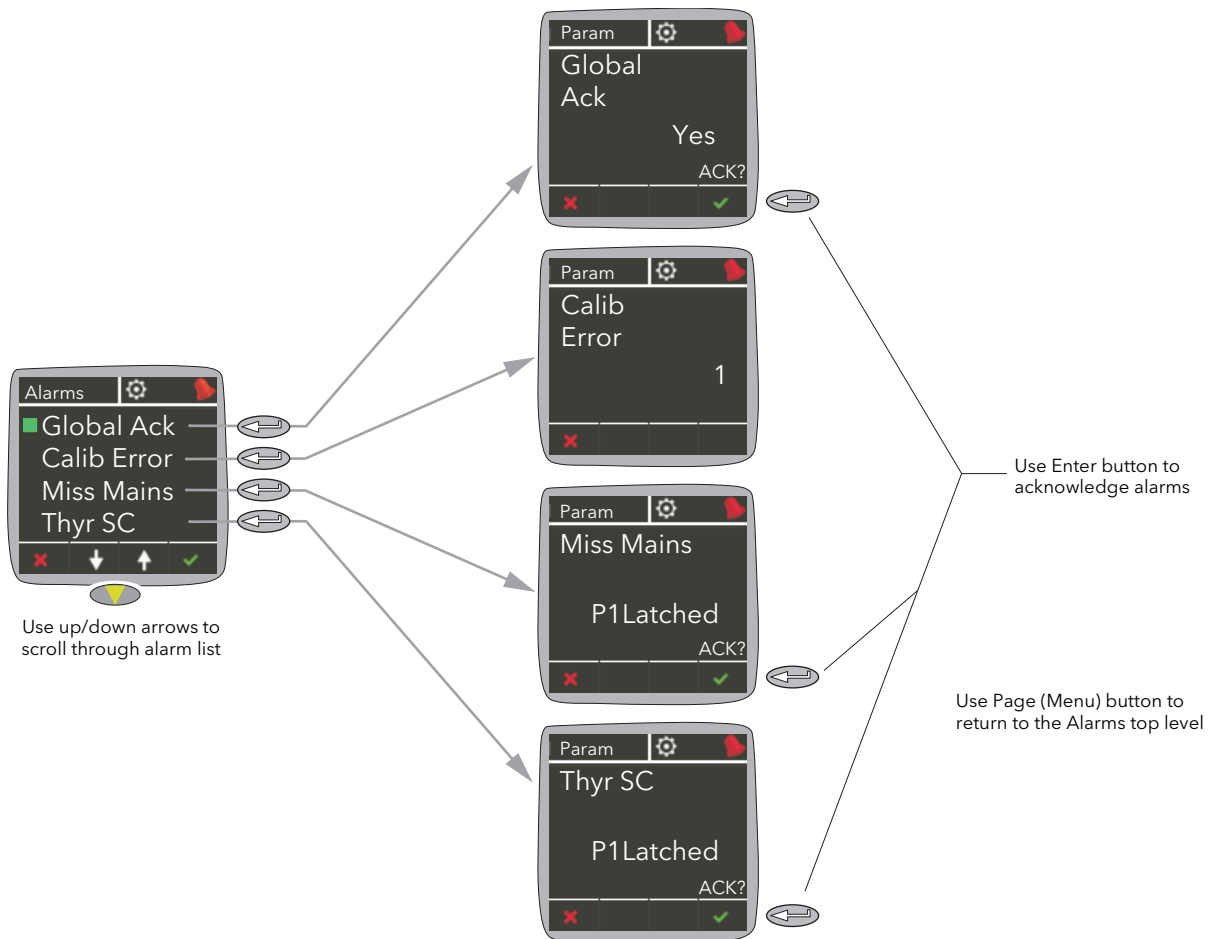 Param
Global
Ack
Yes
ACK?
Param
Calib
Error
1
Alarms
Global Ack
Calib Error
Miss Mains
Thyr SC
Use up/down arrows to
scroll through alarm list
Param
Miss Mains
P1Latched
ACK?
Param
Thyr SC
P1Latched
ACK?
Use Enter button to
acknowledge alarms
Use Page (Menu) button to
return to the Alarms top level